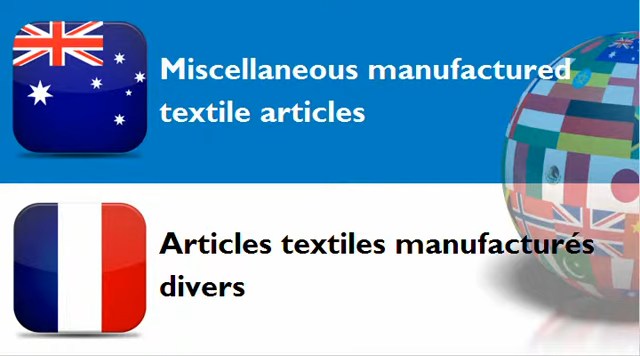 Miscellaneous manufactured
textile articles
Articles textiles manufacturés
divers